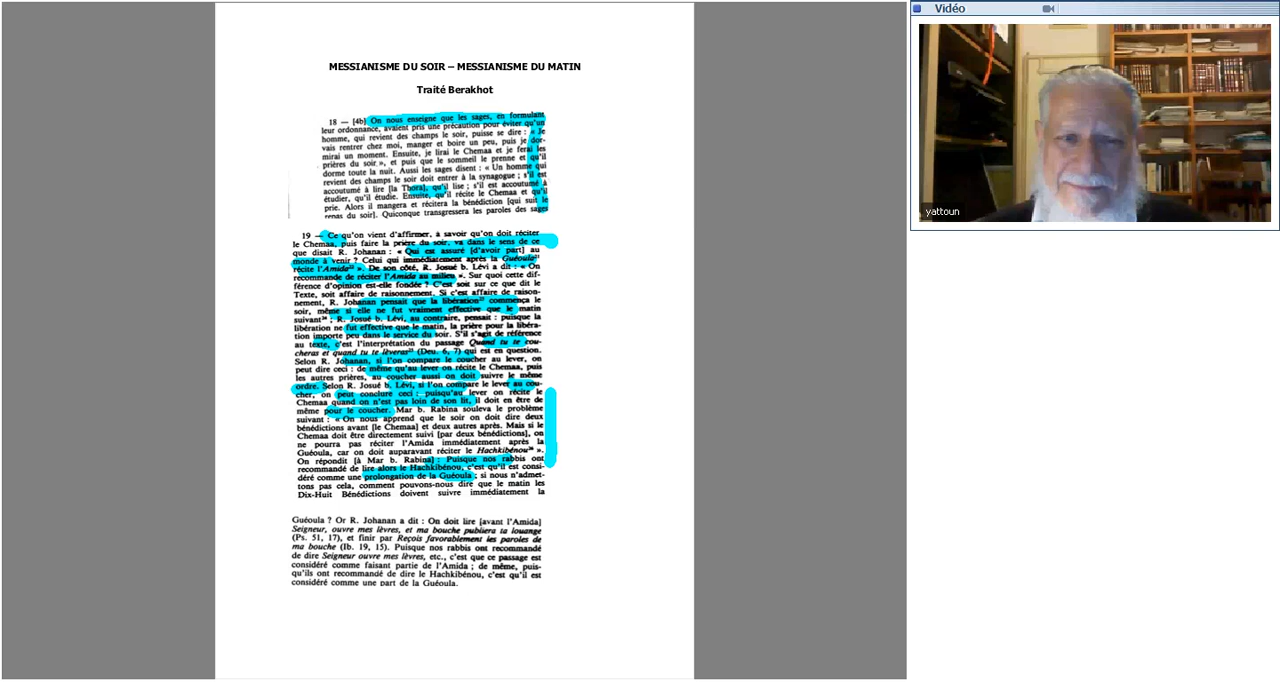 MESSIANISME DU SOIR – MESSIANISME DU MATIN
Traité Berakhot
18 — [4b] On nous enseigne que les sages, en formulant
leur ordonnance, avaient pris une précaution pour éviter qu'un
homme, qui revient des champs le soir, puisse se dire : « Je
vais rentrer chez moi, manger et boire un peu, puis je dor-
mirai un moment. Ensuite, je lirai le Chemaa et je ferai les
prières du soir », et puis que le sommeil le prenne et qu'il
dorme toute la nuit. Aussi les sages disent : « Un homme qui
revient des champs le soir doit entrer à la synagogue ; s'il est
accoutumé à lire [la Thora], qu'il lise ; s'il est accoutumé à
étudier, qu'il étudie. Ensuite, qu'il récite le Chemaa et qu'il
prie. Alors il mangera et récitera la bénédiction [qui suit le
repas du soir]. Quiconque transgressera les paroles des sages
19 — Ce qu'on vient d'affirmer, à savoir qu'on doit réciter
le Chemaa, puis faire la prière du soir, va dans le sens de ce
que disait R. Johanan : « Qui est assuré [d'avoir part] au
monde à venir ? Celui qui immédiatement après la Guéoula
récite l'Amida ». De son côté, R. Josué b. Lévi a dit : « On
recommande de réciter l'Amida au milieu ». Sur quoi cette dif-
férence d'opinion est-elle fondée ? C'est soit sur ce que dit le
Texte, soit affaire de raisonnement. Si c'est affaire de raison-
nement, R. Johanan pensait que la libération commença le
soir, même si elle ne fut vraiment effective que le matin
suivant ; R. Josué b. Lévi, au contraire, pensait : puisque la
libération ne fut effective que le matin, la prière pour la libéra-
tion importe peu dans le service du soir. S'il s'agit de référence
au texte, c'est l'interprétation du passage Quand tu te cou-
cheras et quand tu te lèveras (Deu. 6, 7) qui est en question.
Selon R. Johanan, si l'on compare le coucher au lever, on
peut dire ceci : de même qu'au lever on récite le Chemaa, puis
les autres prières, au coucher aussi on doit suivre le même
ordre. Selon R. Josué b. Lévi, si l'on compare le lever au cou-
cher, on peut conclure ceci : puisqu'au lever on récite le
Chemaa quand on n'est pas loin de son lit, il doit en être de
même pour le coucher. Mar b. Rabina souleva le problème
suivant : « On nous apprend que le soir on doit dire deux
bénédictions avant [le Chemaa] et deux autres après. Mais si le
Chemaa doit être directement suivi [par deux bénédictions], on
ne pourra pas réciter l'Amida immédiatement après la
Guéoula, car on doit auparavant réciter le Hachkibénou ».
On répondit [à Mar b. Rabina] : Puisque nos rabbis ont
recommandé de lire alors le Hachkibénou, c'est qu'il est consi-
déré comme une prolongation de la Guéoula ; si nous n'admet-
tons pas cela, comment pouvons-nous dire que le matin les
Dix-Huit Bénédictions doivent suivre immédiatement la
Guéoula ? Or R. Johanan a dit : On doit lire [avant l'Amida]
Seigneur, ouvre mes lèvres, et ma bouche publiera ta louange
(Ps. 51, 17), et finir par Reçois favorablement les paroles de
ma bouche (Ib. 19, 15). Puisque nos rabbis ont recommandé
de dire Seigneur ouvre mes lèvres, etc., c'est que ce passage est
considéré comme faisant partie de l'Amida ; de même, puis-
qu'ils ont recommandé de dire le Hachkibénou, c'est qu'il est
considéré comme une part de la Guéoula.
Vidéo
yattoun